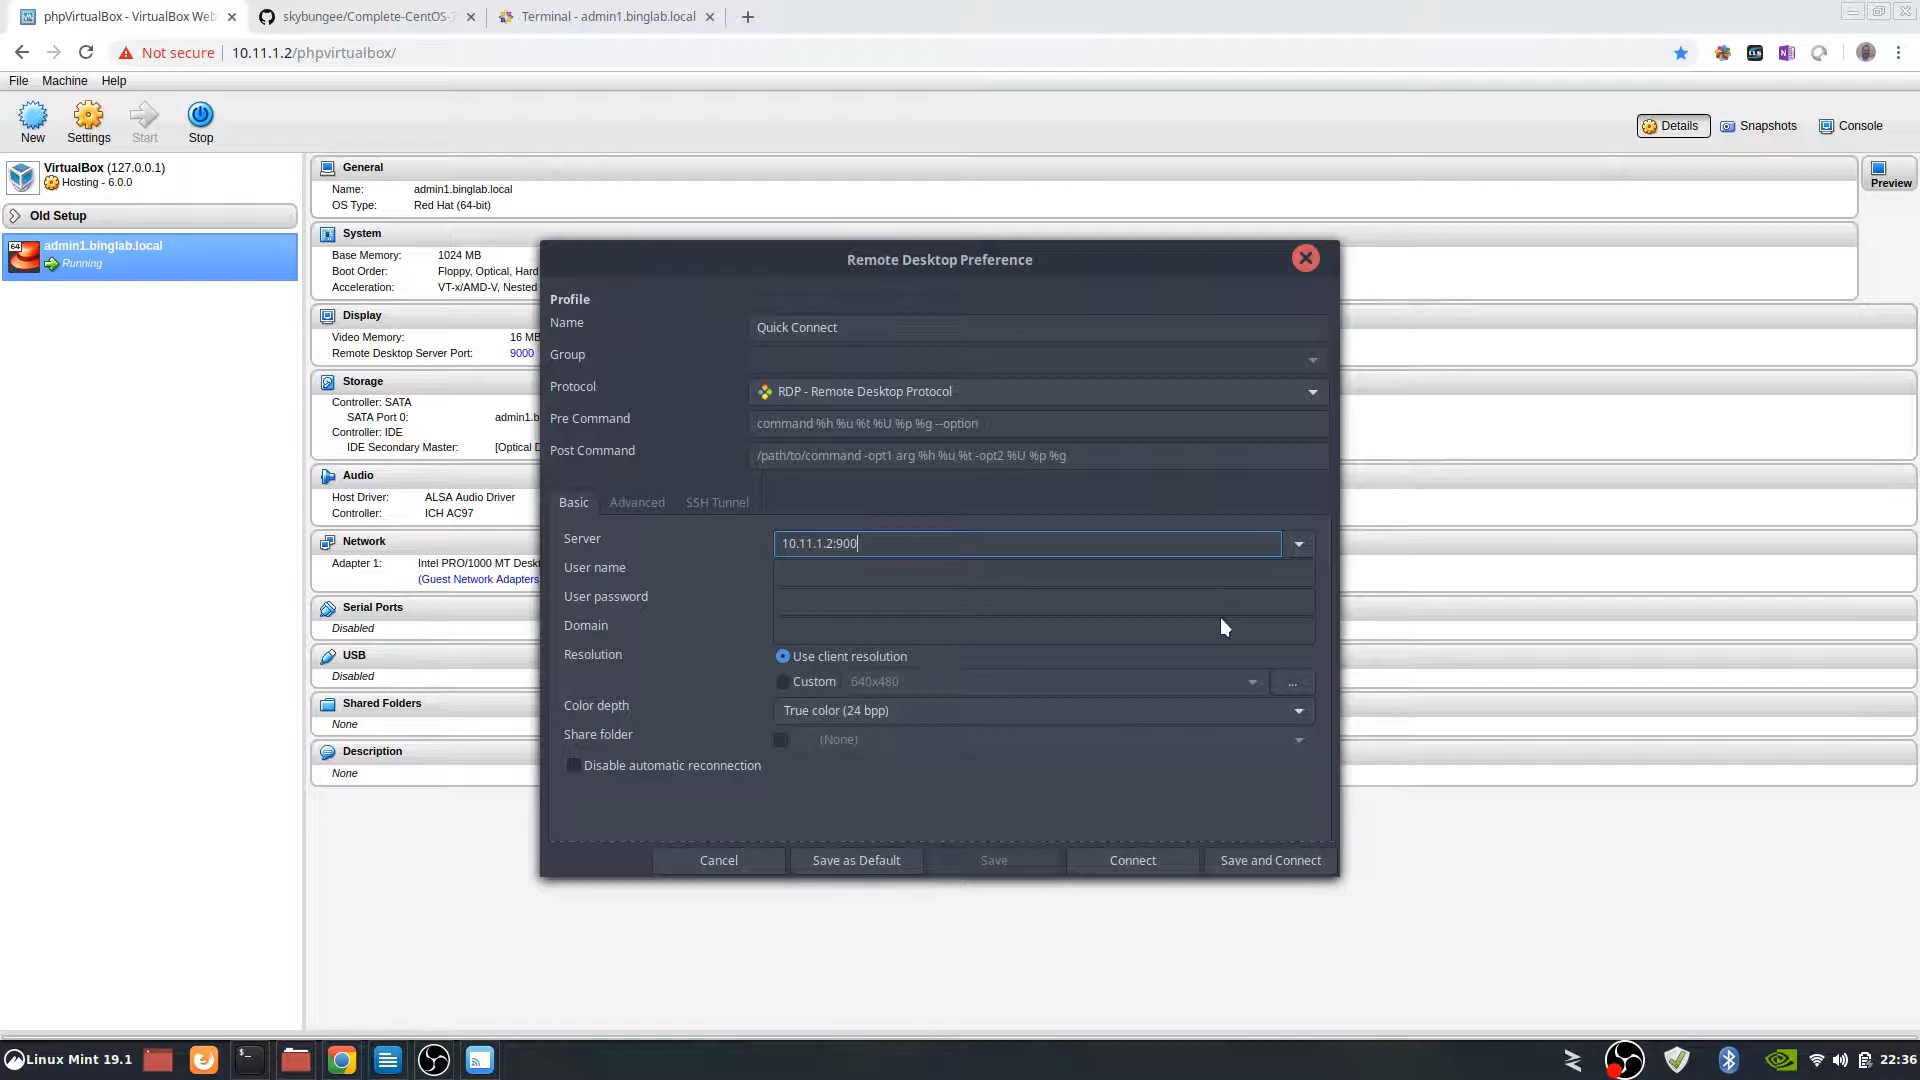 phpVirtualBox - VirtualBox Web
skybungee/Complete-CentOS-7
Terminal - admin1.binglab.local
Not secure
10.11.1.2/phpvirtualbox/
File Machine Help
New Settings Start Stop
Details Snapshots Console
VirtualBox (127.0.0.1)
Hosting - 6.0.0
Old Setup
64
admin1.binglab.local
Running
General
Name: admin1.binglab.local
OS Type: Red Hat (64-bit)
Preview
System
Base Memory: 1024 MB
Boot Order: Floppy, Optical, Hard
Acceleration: VT-x/AMD-V, Nested
Display
Video Memory: 16 MB
Remote Desktop Server Port: 9000
Storage
Controller: SATA
SATA Port 0: admin1.b
Controller: IDE
IDE Secondary Master: [Optical D
Audio
Host Driver: ALSA Audio Driver
Controller: ICH AC97
Network
Adapter 1: Intel PRO/1000 MT Deskt
(Guest Network Adapters
Serial Ports
Disabled
USB
Disabled
Shared Folders
None
Description
None
Remote Desktop Preference
Profile
Name Quick Connect
Group
Protocol RDP - Remote Desktop Protocol
Pre Command command %h %u %t %U %p %g --option
Post Command /path/to/command -opt1 arg %h %u %t -opt2 %U %p %g
Basic Advanced SSH Tunnel
Server 10.11.1.2:900
User name
User password
Domain
Resolution Use client resolution
Custom 640x480 ...
Color depth True color (24 bpp)
Share folder (None)
Disable automatic reconnection
Cancel Save as Default Save Connect Save and Connect
Linux Mint 19.1
22:36